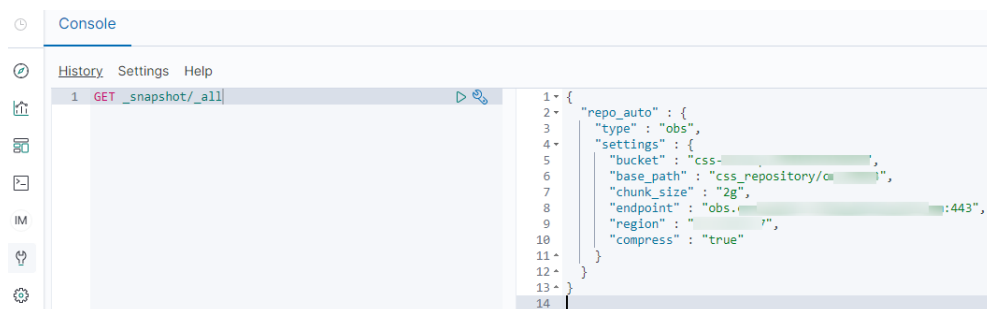 Console
History Settings Help
1 GET _snapshot/_all
1 {
2 "repo_auto" : {
3 "type" : "obs",
4 "settings" : {
5 "bucket" : "css-
6 "base_path" : "css_repository/
7 "chunk_size" : "2g",
8 "endpoint" : "obs. :443",
9 "region" : " ",
10 "compress" : "true"
11 }
12 }
13 }
14
IM